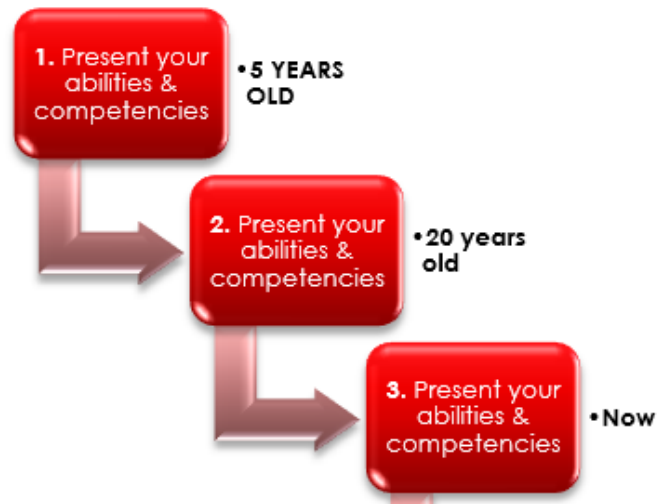 1. Present your
abilities &
competencies
•5 YEARS
OLD
2. Present your
abilities &
competencies
•20 years
old
3. Present your
abilities &
competencies
•Now